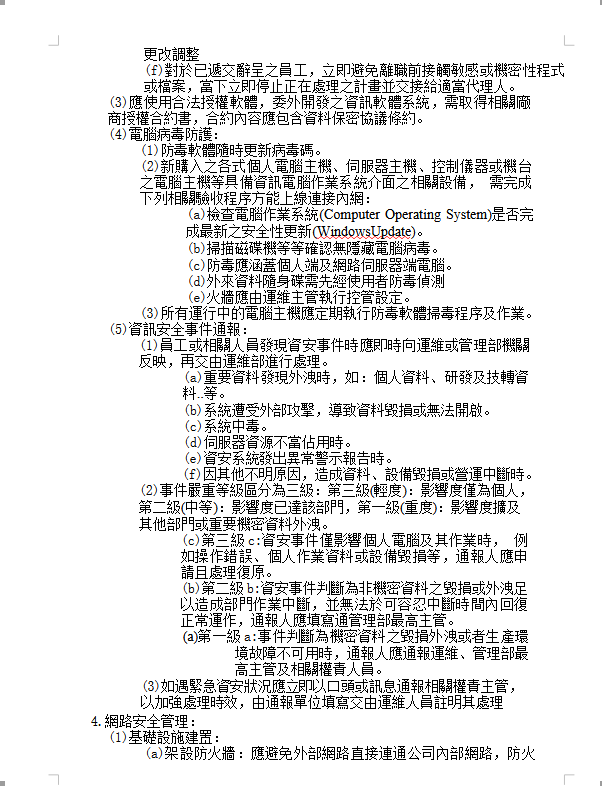 更改調整
(f)對於已遞交辭呈之員工，立即避免離職前接觸敏感或機密性程式
或檔案，當下立即停止正在處理之計畫並交接給適當代理人。
(3)應使用合法授權軟體，委外開發之資訊軟體系統，需取得相關廠
商授權合約書，合約內容應包含資料保密協議條約。
(4)電腦病毒防護：
(1)防毒軟體隨時更新病毒碼。
(2)新購入之各式個人電腦主機、伺服器主機、控制儀器或機台
之電腦主機等具備資訊電腦作業系統介面之相關設備， 需完成
下列相關驗收程序方能上線連接內網：
(a)檢查電腦作業系統(Computer Operating System)是否完
成最新之安全性更新(WindowsUpdate)。
(b)掃描磁碟機等等確認無隱藏電腦病毒。
(c)防毒應涵蓋個人端及網路伺服器端電腦。
(d)外來資料隨身碟需先經使用者防毒偵測
(e)火牆應由運維主管執行控管設定。
(3)所有運行中的電腦主機應定期執行防毒軟體掃毒程序及作業。
(5)資訊安全事件通報：
(1)員工或相關人員發現資安事件時應即時向運維或管理部機關
反映，再交由運維部進行處理。
(a)重要資料發現外洩時，如：個人資料、研發及技轉資
料..等。
(b)系統遭受外部攻擊，導致資料毀損或無法開啟。
(c)系統中毒。
(d)伺服器資源不當佔用時。
(e)資安系統發出異常警示報告時。
(f)因其他不明原因，造成資料、設備毀損或營運中斷時。
(2)事件嚴重等級區分為三級：第三級(輕度)：影響度僅為個人，
第二級(中等)：影響度已達該部門，第一級(重度)：影響度擴及
其他部門或重要機密資料外洩。
(c)第三級 c:資安事件僅影響個人電腦及其作業時， 例
如操作錯誤、個人作業資料或設備毀損等，通報人應申
請且處理復原。
(b)第二級 b:資安事件判斷為非機密資料之毀損或外洩足
以造成部門作業中斷，並無法於可容忍中斷時間內回復
正常運作，通報人應填寫通管理部最高主管。
(a)第一級 a:事件判斷為機密資料之毀損外洩或者生產環
境故障不可用時，通報人應通報運維、管理部最
高主管及相關權責人員。
(3)如遇緊急資安狀況應立即以口頭或訊息通報相關權責主管，
以加強處理時效，由通報單位填寫交由運維人員註明其處理
4.網路安全管理：
(1)基礎設施建置：
(a)架設防火牆：應避免外部網路直接連通公司內部網路，防火